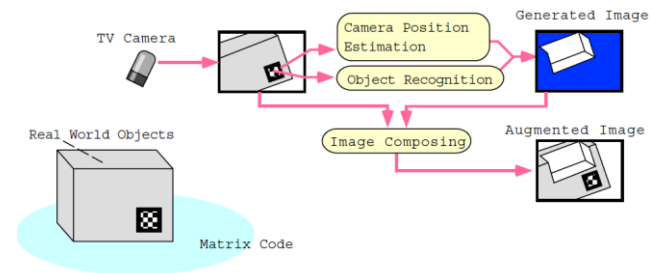 Generated Image
Camera Position
Estimation
TV Camera
Object Recognition
Augmented Image
Real World Objects
Image Composing
Matrix Code